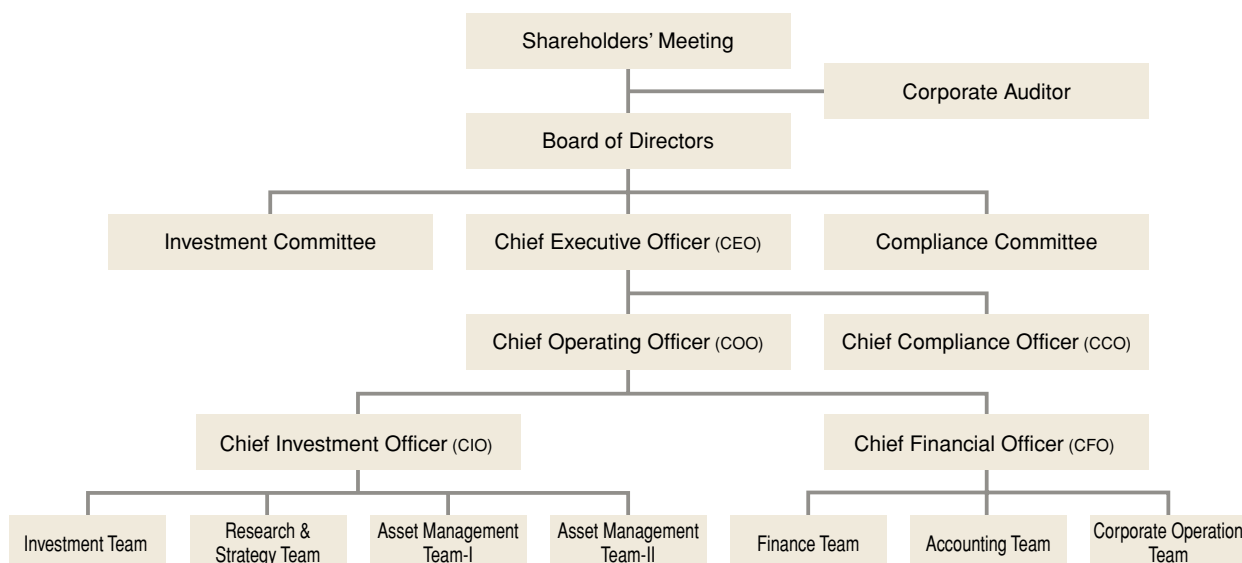 Shareholders’ Meeting
Corporate Auditor
Board of Directors
Investment Committee
Chief Executive Officer (CEO)
Compliance Committee
Chief Operating Officer (COO)
Chief Compliance Officer (CCO)
Chief Investment Officer (CIO)
Chief Financial Officer (CFO)
Investment Team
Research &
Strategy Team
Asset Management
Team-I
Asset Management
Team-II
Finance Team
Accounting Team
Corporate Operation
Team